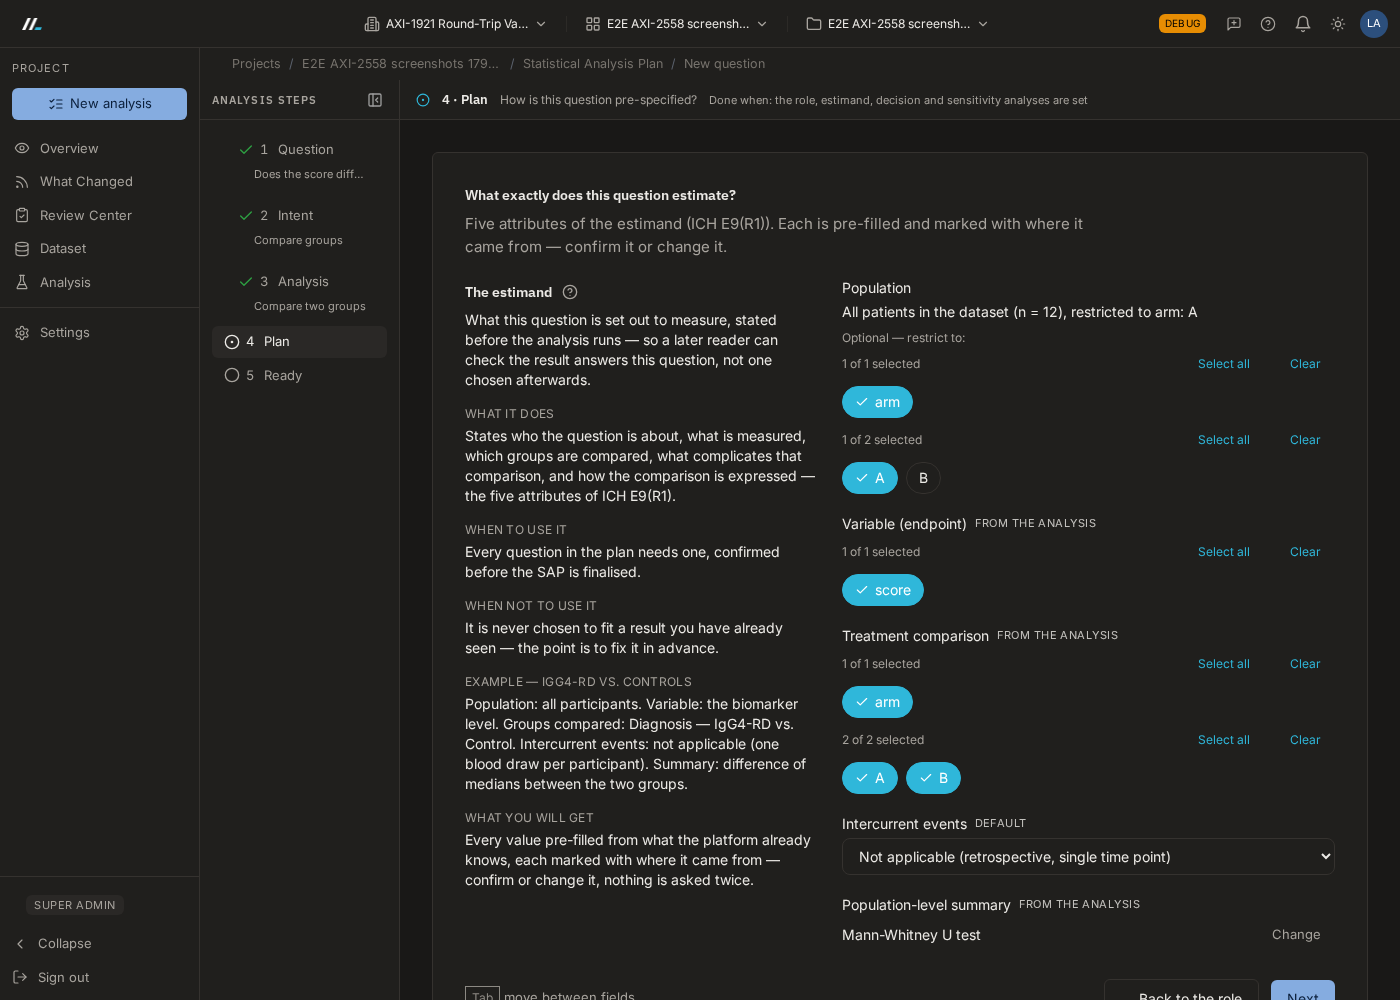 AXI-1921 Round-Trip Va...
E2E AXI-2558 screensh...
E2E AXI-2558 screensh...
DEBUG
LA
PROJECT
New analysis
Overview
What Changed
Review Center
Dataset
Analysis
Settings
SUPER ADMIN
Collapse
Sign out
Projects / E2E AXI-2558 screenshots 179... / Statistical Analysis Plan / New question
ANALYSIS STEPS
1 Question
Does the score diff...
2 Intent
Compare groups
3 Analysis
Compare two groups
4 Plan
5 Ready
4 · Plan How is this question pre-specified? Done when: the role, estimand, decision and sensitivity analyses are set
What exactly does this question estimate?
Five attributes of the estimand (ICH E9(R1)). Each is pre-filled and marked with where it
came from — confirm it or change it.
The estimand
What this question is set out to measure, stated
before the analysis runs — so a later reader can
check the result answers this question, not one
chosen afterwards.
WHAT IT DOES
States who the question is about, what is measured,
which groups are compared, what complicates that
comparison, and how the comparison is expressed —
the five attributes of ICH E9(R1).
WHEN TO USE IT
Every question in the plan needs one, confirmed
before the SAP is finalised.
WHEN NOT TO USE IT
It is never chosen to fit a result you have already
seen — the point is to fix it in advance.
EXAMPLE — IGG4-RD VS. CONTROLS
Population: all participants. Variable: the biomarker
level. Groups compared: Diagnosis — IgG4-RD vs.
Control. Intercurrent events: not applicable (one
blood draw per participant). Summary: difference of
medians between the two groups.
WHAT YOU WILL GET
Every value pre-filled from what the platform already
knows, each marked with where it came from —
confirm or change it, nothing is asked twice.
Population
All patients in the dataset (n = 12), restricted to arm: A
Optional — restrict to:
1 of 1 selected Select all Clear
arm
1 of 2 selected Select all Clear
A B
Variable (endpoint) FROM THE ANALYSIS
1 of 1 selected Select all Clear
score
Treatment comparison FROM THE ANALYSIS
1 of 1 selected Select all Clear
arm
2 of 2 selected Select all Clear
A B
Intercurrent events DEFAULT
Not applicable (retrospective, single time point)
Population-level summary FROM THE ANALYSIS
Mann-Whitney U test Change
Tab move between fields
Back to the role Next